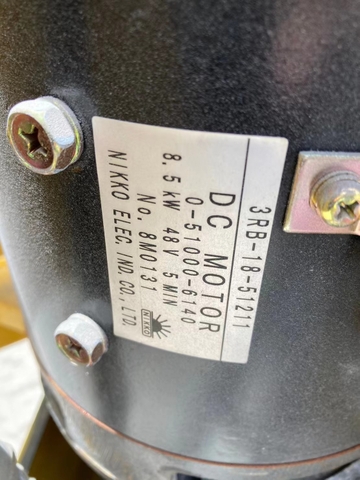 3RB-18-51211
DC MOTOR
0-51000-6140
8.5kW 48V 5MIN
No. 8M0131
NIKKO ELEC. IND. CO., LTD.
NIKKO